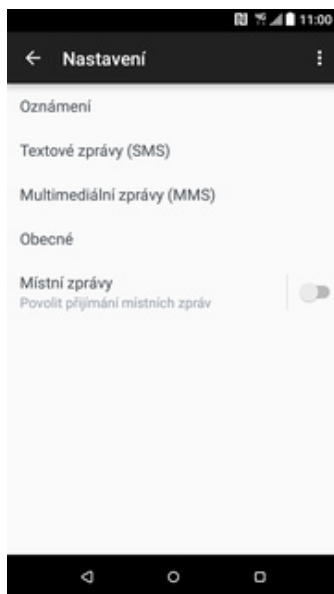 11:00
Nastavení
Oznámení
Textové zprávy (SMS)
Multimediální zprávy (MMS)
Obecné
Místní zprávy
Povolit přijímání místních zpráv